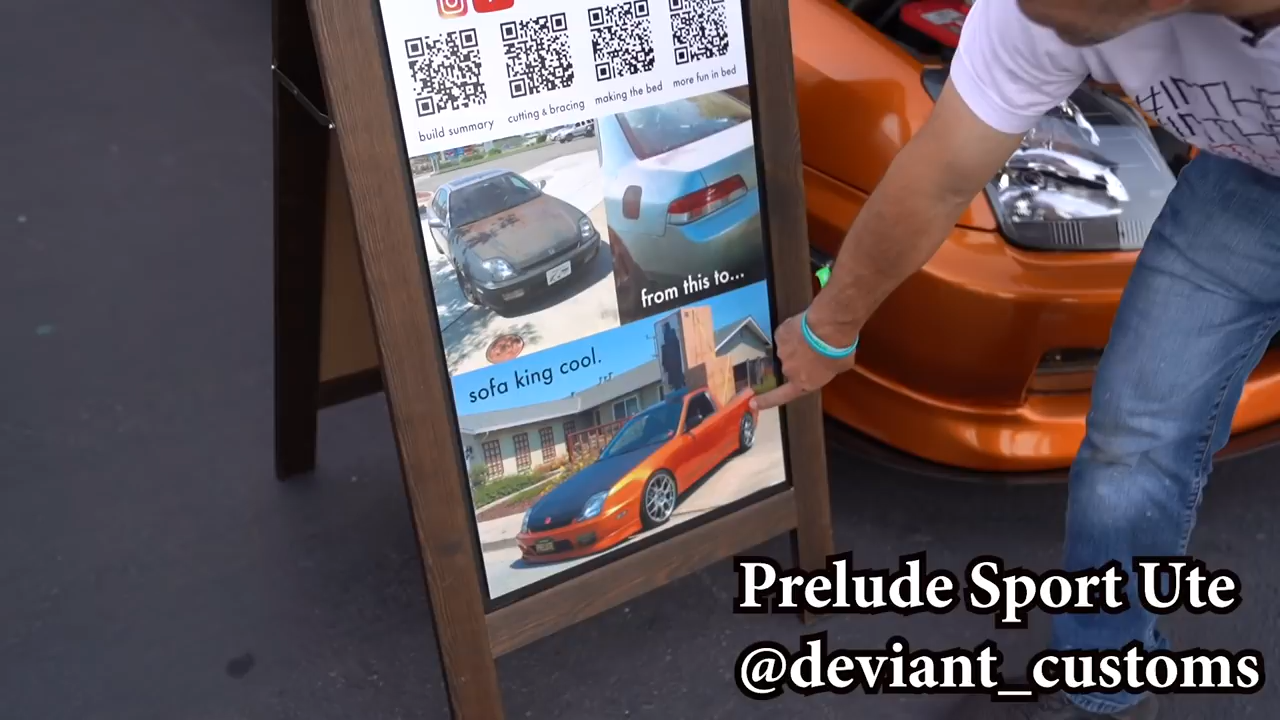 build summary
cutting & bracing
making the bed
more fun in bed
from this to...
sofa king cool.
Prelude Sport Ute
@deviant_customs